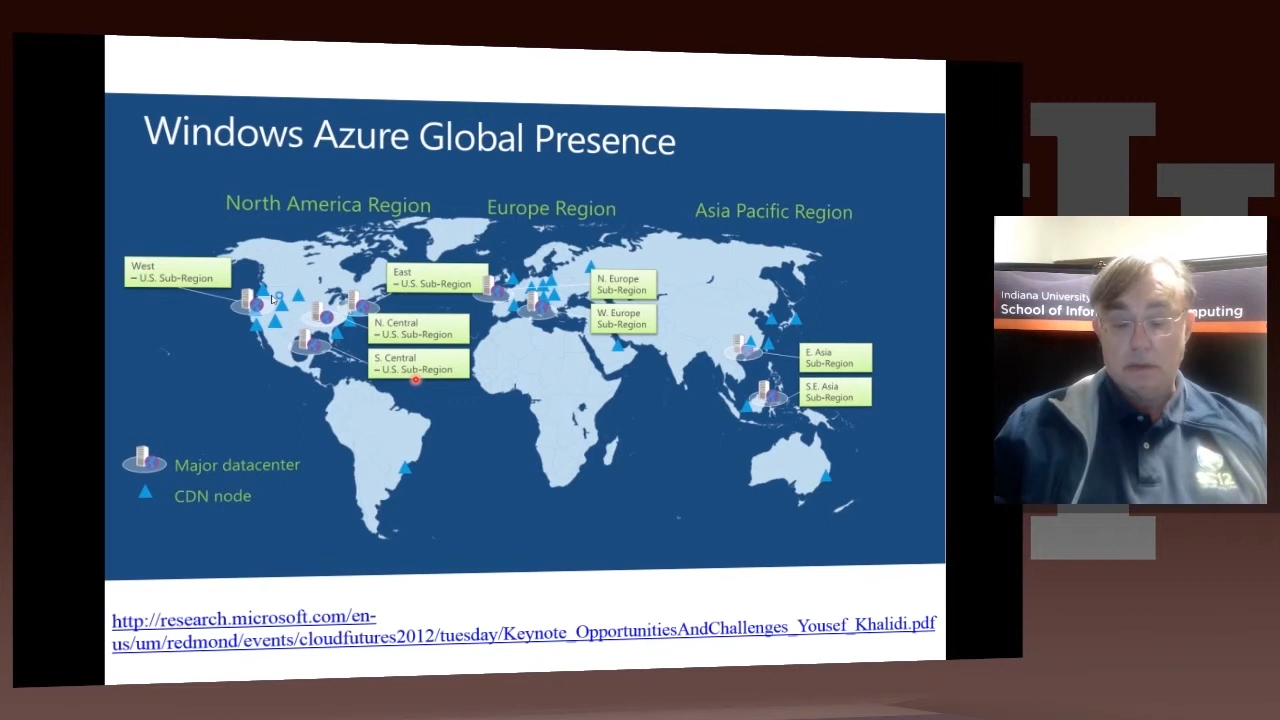 Windows Azure Global Presence
North America Region
Europe Region
Asia Pacific Region
West
– U.S. Sub-Region
East
– U.S. Sub-Region
N. Central
– U.S. Sub-Region
S. Central
– U.S. Sub-Region
N. Europe
Sub-Region
W. Europe
Sub-Region
E. Asia
Sub-Region
S.E. Asia
Sub-Region
Major datacenter
CDN node
http://research.microsoft.com/en-
us/um/redmond/events/cloudfutures2012/tuesday/Keynote_OpportunitiesAndChallenges_Yousef_Khalidi.pdf
Indiana University
School of Infor
mputing